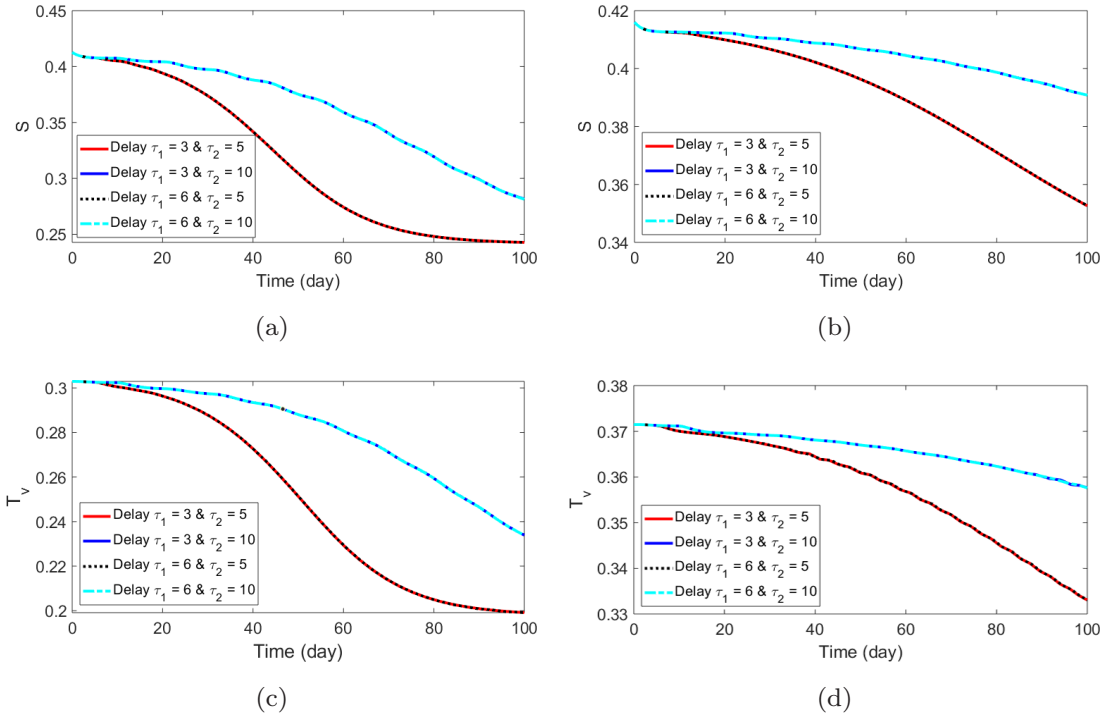 0.45
0.4
0.35
0.3
0.25
S
Delay τ1 = 3 & τ2 = 5
Delay τ1 = 3 & τ2 = 10
Delay τ1 = 6 & τ2 = 5
Delay τ1 = 6 & τ2 = 10
0 20 40 60 80 100
Time (day)
(a)
0.42
0.4
0.38
0.36
0.34
S
Delay τ1 = 3 & τ2 = 5
Delay τ1 = 3 & τ2 = 10
Delay τ1 = 6 & τ2 = 5
Delay τ1 = 6 & τ2 = 10
0 20 40 60 80 100
Time (day)
(b)
0.3
0.28
0.26
0.24
0.22
0.2
Tv
Delay τ1 = 3 & τ2 = 5
Delay τ1 = 3 & τ2 = 10
Delay τ1 = 6 & τ2 = 5
Delay τ1 = 6 & τ2 = 10
0 20 40 60 80 100
Time (day)
(c)
0.38
0.37
0.36
0.35
0.34
0.33
Tv
Delay τ1 = 3 & τ2 = 5
Delay τ1 = 3 & τ2 = 10
Delay τ1 = 6 & τ2 = 5
Delay τ1 = 6 & τ2 = 10
0 20 40 60 80 100
Time (day)
(d)